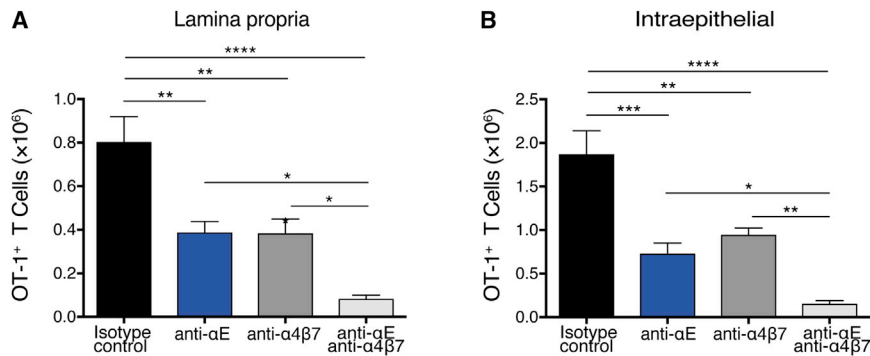 A
Lamina propria
****
**
**
*
*
*
OT-1⁺ T Cells (×10⁶)
1.0
0.8
0.6
0.4
0.2
0.0
Isotype
control
anti-αE
anti-α4β7
anti-αE
anti-α4β7
B
Intraepithelial
****
**
***
*
**
OT-1⁺ T Cells (×10⁶)
2.5
2.0
1.5
1.0
0.5
0.0
Isotype
control
anti-αE
anti-α4β7
anti-αE
anti-α4β7